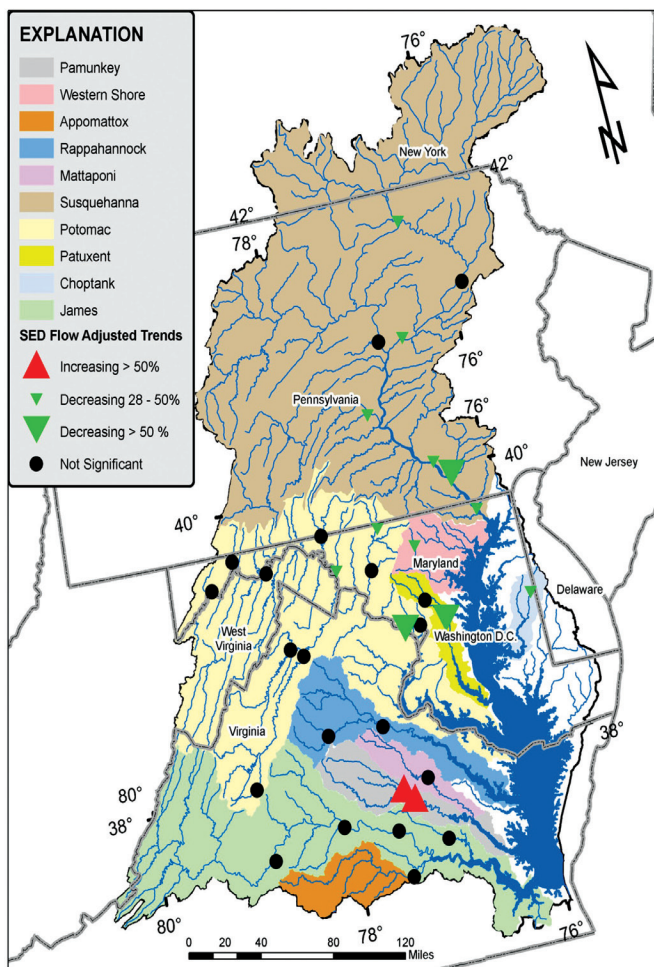 EXPLANATION
Pamunkey
Western Shore
Appomattox
Rappahannock
Mattaponi
Susquehanna
Potomac
Patuxent
Choptank
James
SED Flow Adjusted Trends
Increasing > 50%
Decreasing 28 - 50%
Decreasing > 50 %
Not Significant
76°
N
New York
42°
42°
78°
76°
Pennsylvania
76°
40°
New Jersey
40°
Maryland
Delaware
Washington D.C.
West
Virginia
Virginia
38°
80°
38°
80°
78°
76°
0 20 40 80 120
Miles